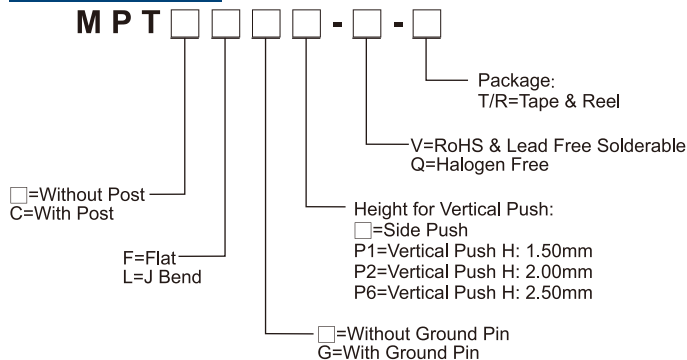 MPT□□□□-□-□
Package:
T/R=Tape & Reel
V=RoHS & Lead Free Solderable
Q=Halogen Free
□=Without Post
C=With Post
Height for Vertical Push:
□=Side Push
P1=Vertical Push H: 1.50mm
P2=Vertical Push H: 2.00mm
P6=Vertical Push H: 2.50mm
F=Flat
L=J Bend
□=Without Ground Pin
G=With Ground Pin